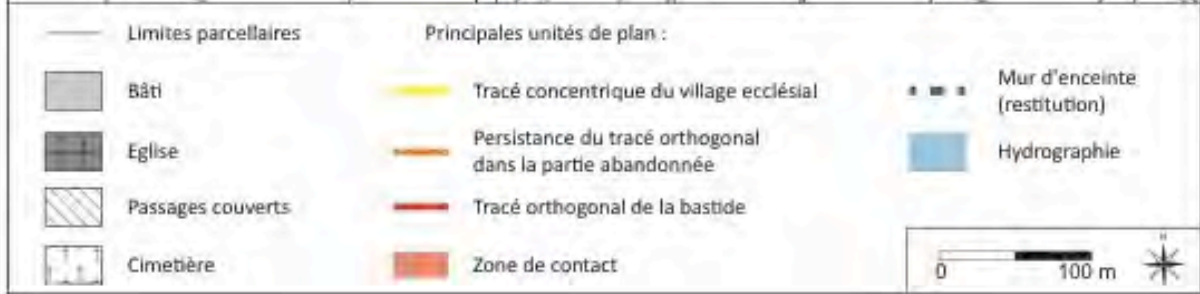 Limites parcellaires
Bâti
Eglise
Passages couverts
Cimetière
Principales unités de plan :
Tracé concentrique du village ecclésial
Persistance du tracé orthogonal
dans la partie abandonnée
Tracé orthogonal de la bastide
Zone de contact
Mur d'enceinte
(restitution)
Hydrographie
0 100 m